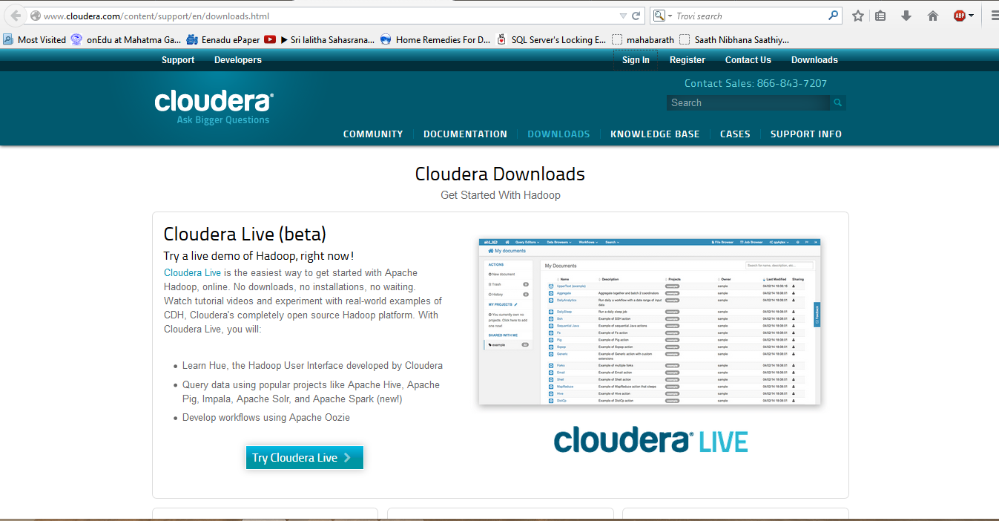 www.cloudera.com/content/support/en/downloads.html
Trovi search
ABP
Most Visited
onEdu at Mahatma Ga...
Eenadu ePaper
Sri lalitha Sahasrana...
Home Remedies For D...
SQL Server's Locking E...
mahabarath
Saath Nibhana Saathiy...
Support
Developers
Sign In
Register
Contact Us
Downloads
Contact Sales: 866-843-7207
cloudera®
Ask Bigger Questions
Search
COMMUNITY
DOCUMENTATION
DOWNLOADS
KNOWLEDGE BASE
CASES
SUPPORT INFO
Cloudera Downloads
Get Started With Hadoop
Cloudera Live (beta)
Try a live demo of Hadoop, right now!
Cloudera Live is the easiest way to get started with Apache
Hadoop, online. No downloads, no installations, no waiting.
Watch tutorial videos and experiment with real-world examples of
CDH, Cloudera's completely open source Hadoop platform. With
Cloudera Live, you will:
Learn Hue, the Hadoop User Interface developed by Cloudera
Query data using popular projects like Apache Hive, Apache
Pig, Impala, Apache Solr, and Apache Spark (new!)
Develop workflows using Apache Oozie
Try Cloudera Live
HUE Query Editors Data Browsers Workflows Search File Browser Job Browser
My documents
ACTIONS
New document
Trash
History
MY PROJECTS
You currently own no
projects. Click here to add
one now!
SHARED WITH ME
example
My Documents
Search for name, description, etc...
Name Description Projects Owner Last Modified Sharing
UpperText (example) example sample
Aggregate Aggregate together and batch 2 coordinators example sample
DailyAnalytics Run daily a workflow with a date range of input example sample
data
DailySleep Run a daily sleep job example sample
Ssh Example of SSH action example sample
Sequential Java Example of sequential Java actions example sample
Fs Example of Fs action example sample
Pig Example of Pig action example sample
Sqoop Example of Sqoop action example sample
Generic Example of Generic action with custom example sample
extensions
Forks Example of multiple forks example sample
Email Example of Email action example sample
Shell Example of Shell action example sample
MapReduce Example of MapReduce action that sleeps example sample
Hive Example of Hive action example sample
DistCp Example of DistCp action example sample
Feedback
cloudera® LIVE